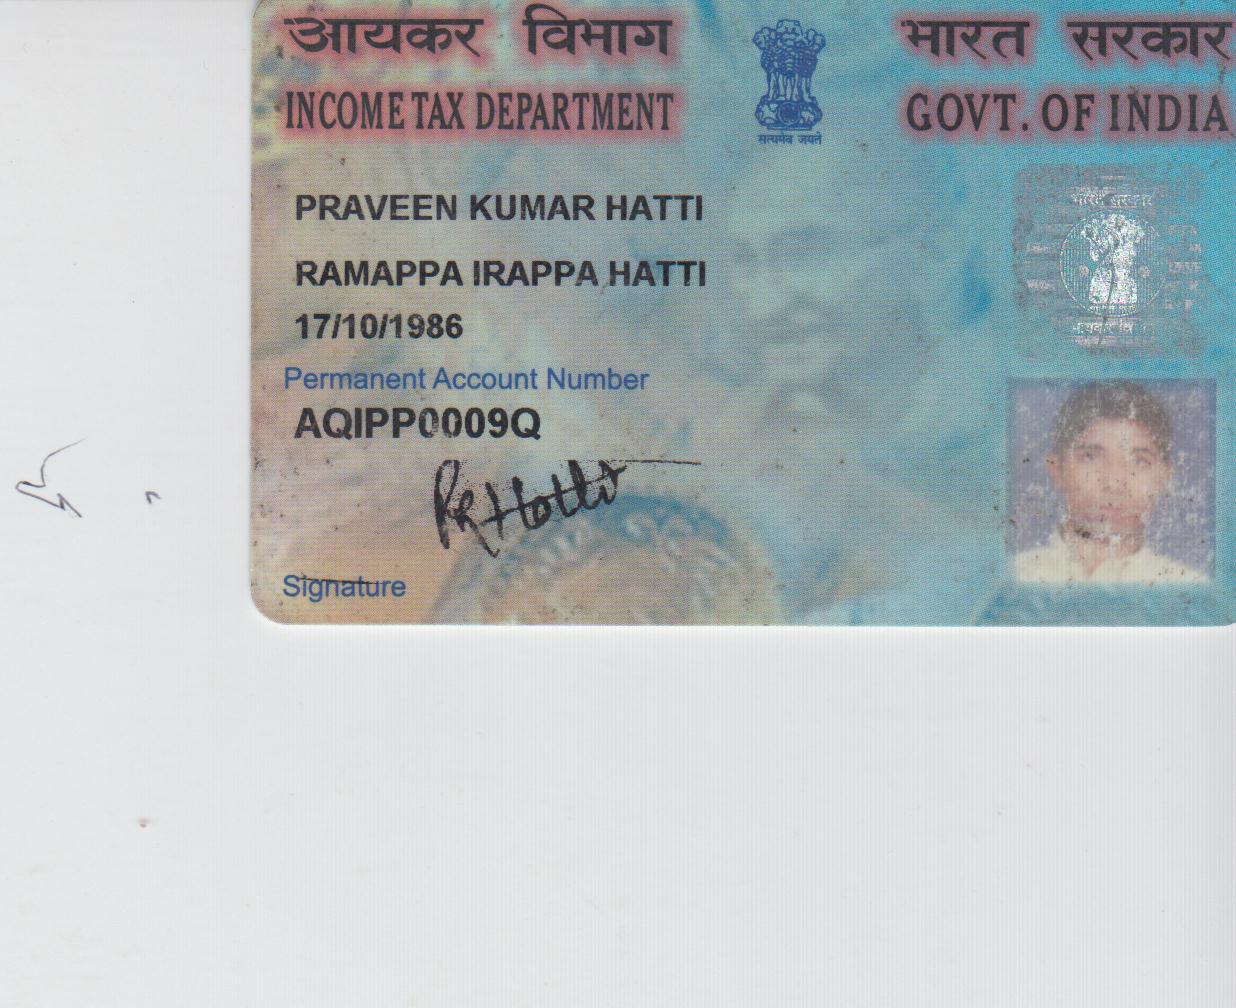 आयकर विभाग
INCOME TAX DEPARTMENT
सत्यमेव जयते
भारत सरकार
GOVT. OF INDIA
PRAVEEN KUMAR HATTI
RAMAPPA IRAPPA HATTI
17/10/1986
Permanent Account Number
AQIPP0009Q
Signature